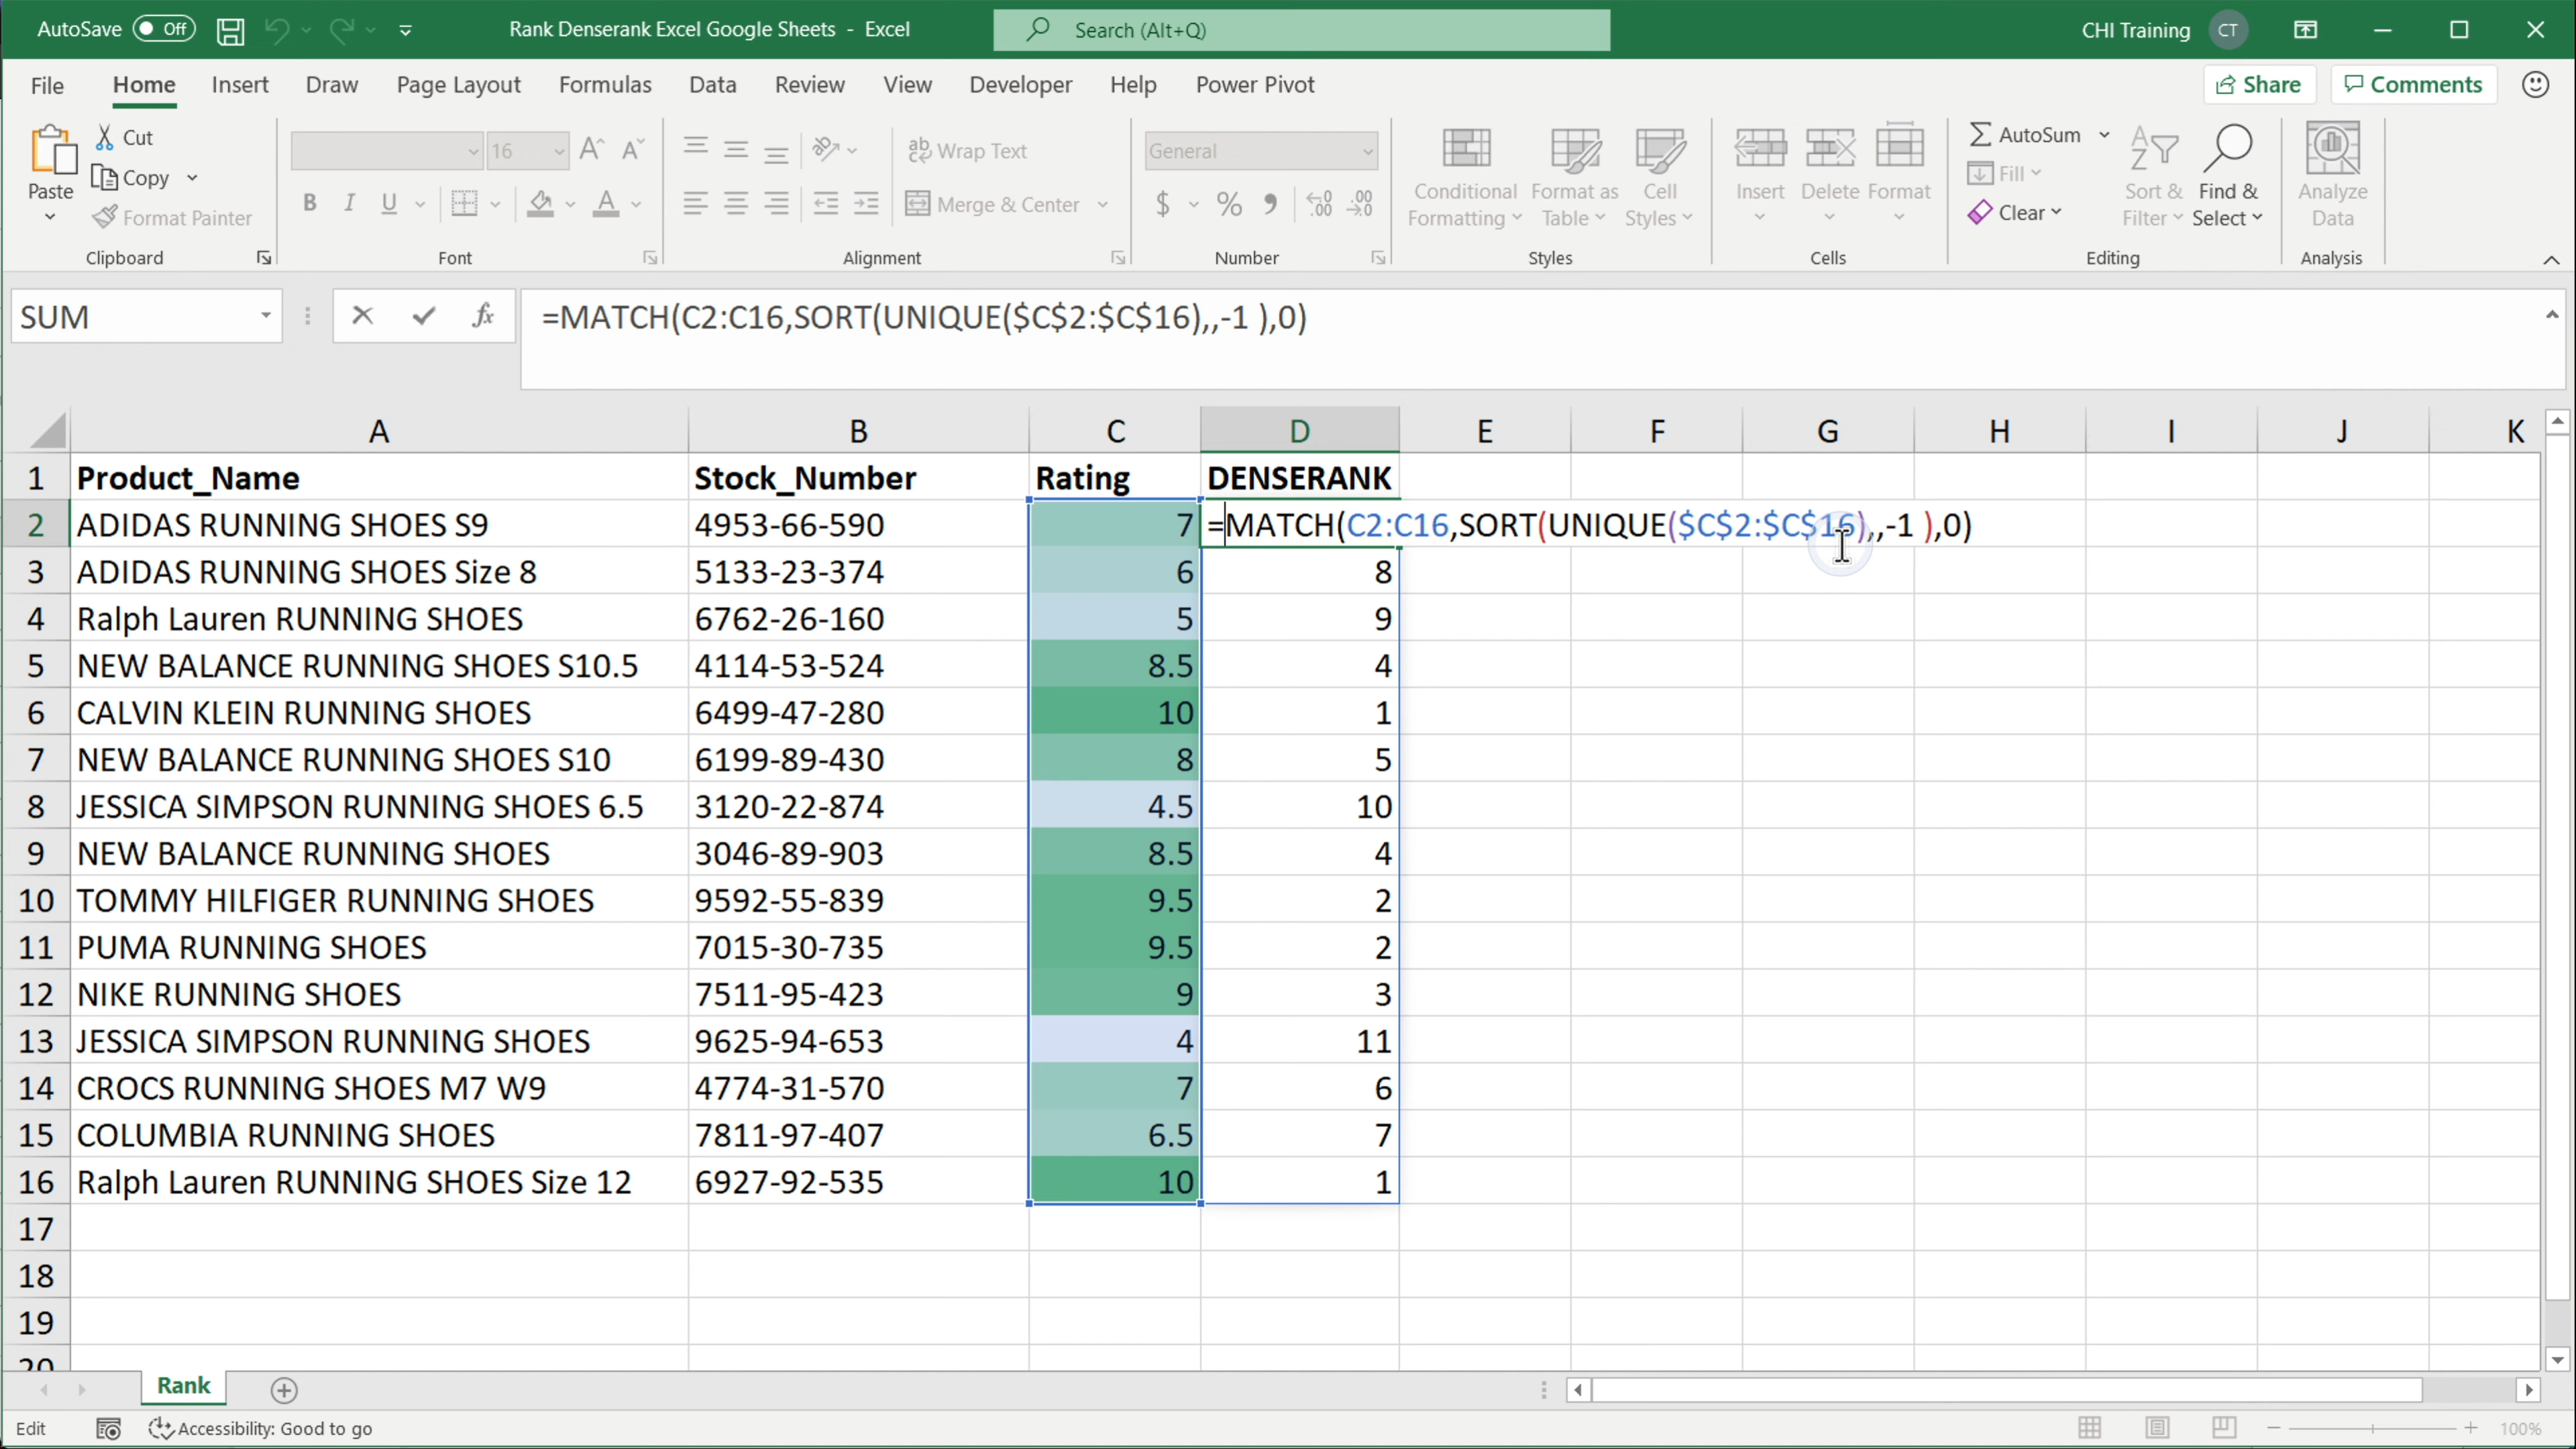 AutoSave Off Rank Denserank Excel Google Sheets - Excel Search (Alt+Q) CHI Training CT
File Home Insert Draw Page Layout Formulas Data Review View Developer Help Power Pivot Share Comments
Paste Cut Copy Format Painter
Clipboard
16 A A
B I U A
Font
ab Wrap Text
Merge & Center
Alignment
General
$ % , .00 .00
Number
Conditional Formatting Format as Table Cell Styles
Styles
Insert Delete Format
Cells
AutoSum Fill Clear Sort & Filter Find & Select
Editing
Analyze Data
Analysis
SUM fx =MATCH(C2:C16,SORT(UNIQUE($C$2:$C$16),,-1 ),0)
A B C D E F G H I J K
1 Product_Name Stock_Number Rating DENSERANK
2 ADIDAS RUNNING SHOES S9 4953-66-590 7 =MATCH(C2:C16,SORT(UNIQUE($C$2:$C$16),,-1 ),0)
3 ADIDAS RUNNING SHOES Size 8 5133-23-374 6 8
4 Ralph Lauren RUNNING SHOES 6762-26-160 5 9
5 NEW BALANCE RUNNING SHOES S10.5 4114-53-524 8.5 4
6 CALVIN KLEIN RUNNING SHOES 6499-47-280 10 1
7 NEW BALANCE RUNNING SHOES S10 6199-89-430 8 5
8 JESSICA SIMPSON RUNNING SHOES 6.5 3120-22-874 4.5 10
9 NEW BALANCE RUNNING SHOES 3046-89-903 8.5 4
10 TOMMY HILFIGER RUNNING SHOES 9592-55-839 9.5 2
11 PUMA RUNNING SHOES 7015-30-735 9.5 2
12 NIKE RUNNING SHOES 7511-95-423 9 3
13 JESSICA SIMPSON RUNNING SHOES 9625-94-653 4 11
14 CROCS RUNNING SHOES M7 W9 4774-31-570 7 6
15 COLUMBIA RUNNING SHOES 7811-97-407 6.5 7
16 Ralph Lauren RUNNING SHOES Size 12 6927-92-535 10 1
17
18
19
20
Rank
Edit Accessibility: Good to go 100%